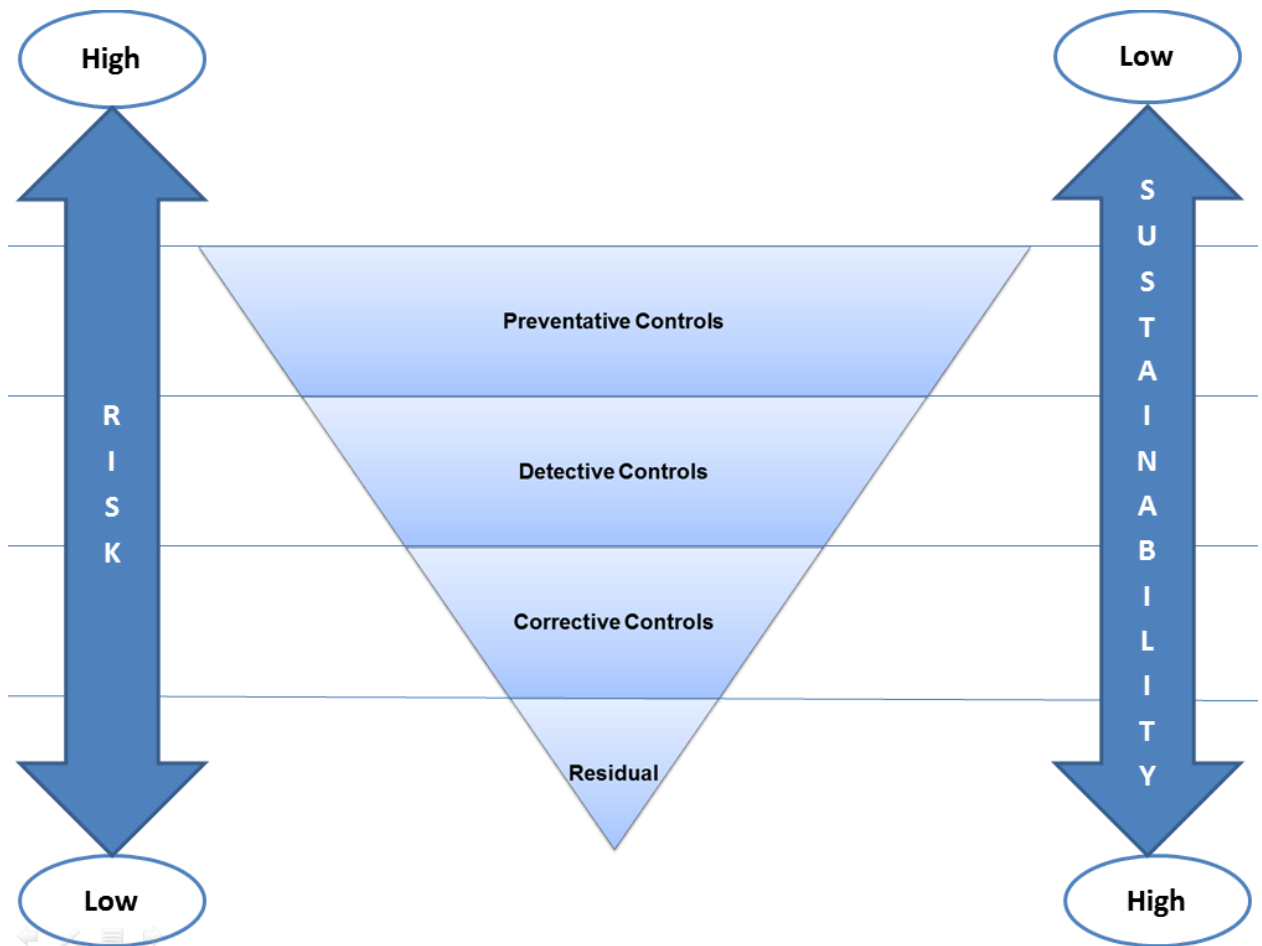 High
Low
Preventative Controls
Detective Controls
Corrective Controls
Residual
RISK
SUSTAINABILITY
Low
High